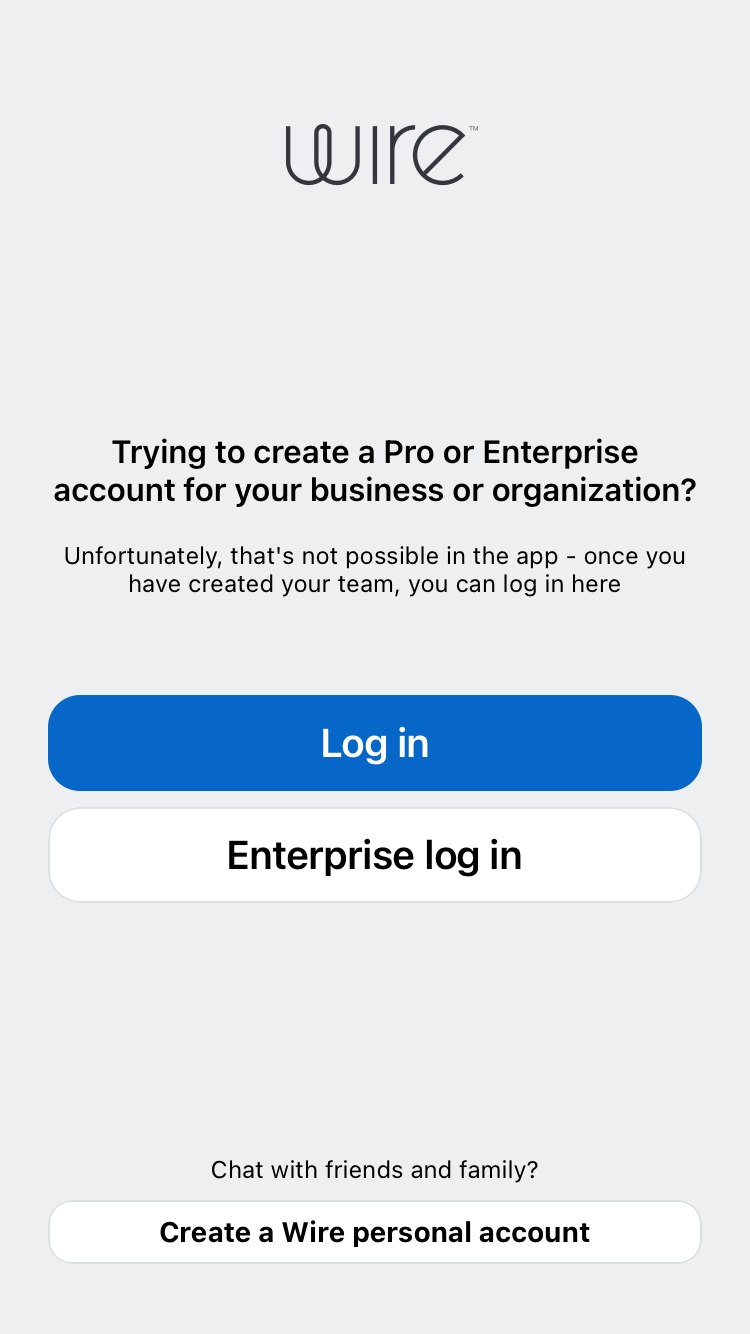 wire™
Trying to create a Pro or Enterprise
account for your business or organization?
Unfortunately, that's not possible in the app - once you
have created your team, you can log in here
Log in
Enterprise log in
Chat with friends and family?
Create a Wire personal account